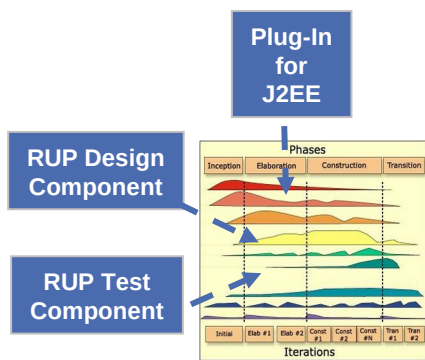 Plug-In
for
J2EE
RUP Design
Component
RUP Test
Component
Phases
Inception Elaboration Construction Transition
Initial Elab #1 Elab #2 Const #1 Const #2 Const #N Tran #1 Tran #2
Iterations